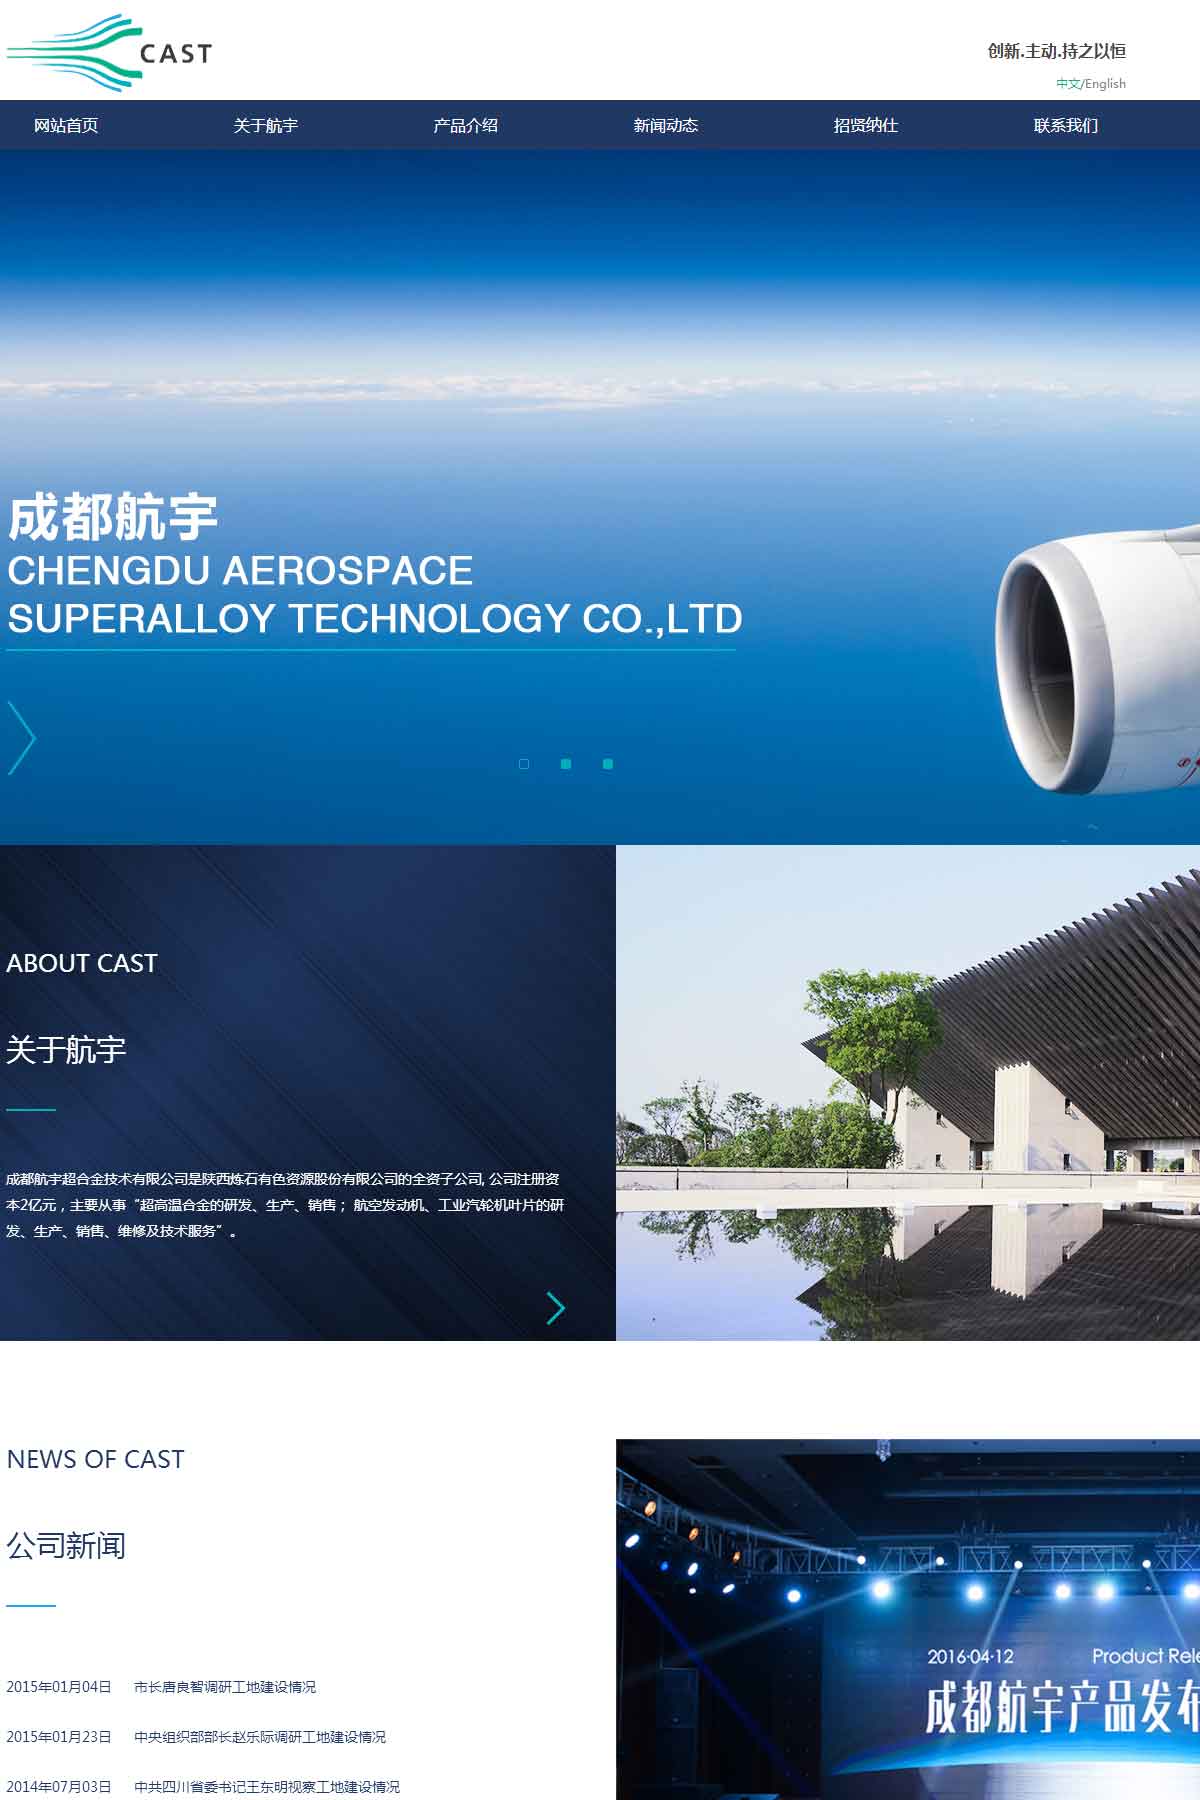 CAST
创新.主动.持之以恒
中文/English
网站首页 关于航宇 产品介绍 新闻动态 招贤纳仕 联系我们
成都航宇
CHENGDU AEROSPACE
SUPERALLOY TECHNOLOGY CO.,LTD
ABOUT CAST
关于航宇
成都航宇超合金技术有限公司是陕西炼石有色资源股份有限公司的全资子公司, 公司注册资
本2亿元，主要从事“超高温合金的研发、生产、销售； 航空发动机、工业汽轮机叶片的研
发、生产、销售、维修及技术服务”。
NEWS OF CAST
公司新闻
2016·04·12 Product Rele
成都航宇产品发布
2015年01月04日 市长唐良智调研工地建设情况
2015年01月23日 中央组织部部长赵乐际调研工地建设情况
2014年07月03日 中共四川省委书记王东明视察工地建设情况